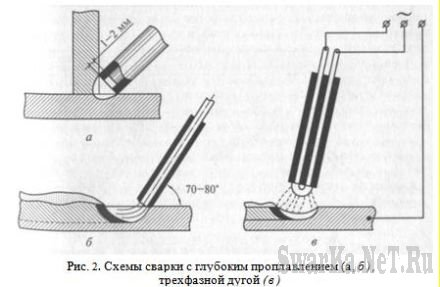 1–2 мм
~
а
70–80°
б
в
SwarKa.NeT.Ru
Рис. 2. Схемы сварки с глубоким проплавлением (а, б),
трехфазной дугой (в)